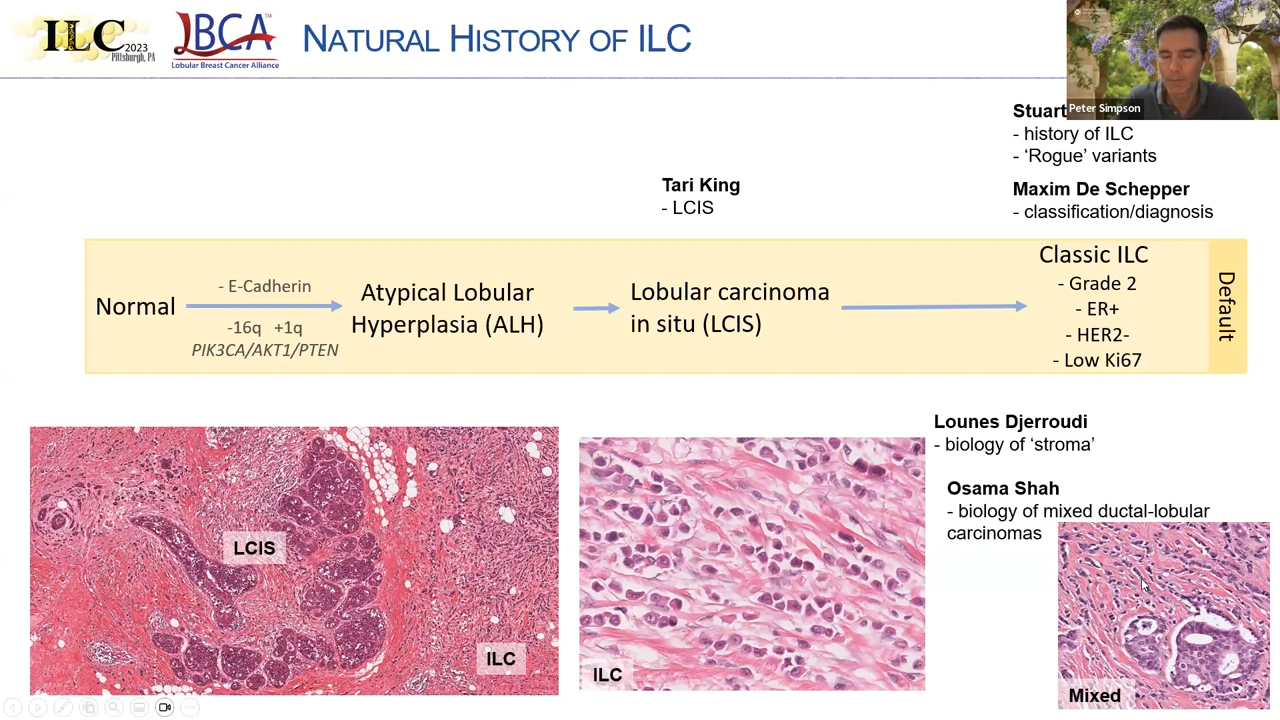 ILC 2023
Pittsburgh, PA
LBCA™
Lobular Breast Cancer Alliance
NATURAL HISTORY OF ILC
Peter Simpson
Stuart
- history of ILC
- ‘Rogue’ variants
Tari King
- LCIS
Maxim De Schepper
- classification/diagnosis
Normal
- E-Cadherin
-16q +1q
PIK3CA/AKT1/PTEN
Atypical Lobular
Hyperplasia (ALH)
Lobular carcinoma
in situ (LCIS)
Classic ILC
- Grade 2
- ER+
- HER2-
- Low Ki67
Default
Lounes Djerroudi
- biology of ‘stroma’
Osama Shah
- biology of mixed ductal-lobular
carcinomas
LCIS
ILC
ILC
Mixed